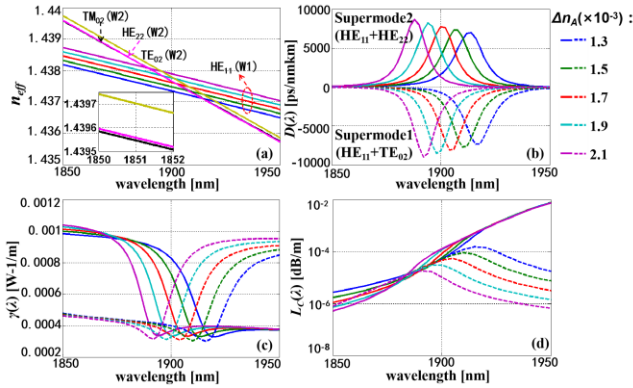 1.44
1.439
1.438
1.437
1.436
1.435
n_eff
TM₀₂(W2)
HE₂₂(W2)
TE₀₂(W2)
HE₁₁(W1)
1.4397
1.4396
1.4395
1850 1851 1852
(a)
1850 1900 1950
wavelength [nm]
10000
5000
0
-5000
-10000
D(λ) [ps/nmkm]
Supermode2
(HE₁₁+HE₂₂)
Supermode1
(HE₁₁+TE₀₂)
(b)
1850 1900 1950
wavelength [nm]
Δn_A(×10⁻³) :
1.3
1.5
1.7
1.9
2.1
0.0012
0.001
0.0008
0.0006
0.0004
0.0002
γ(λ) [W-1/m]
(c)
1850 1900 1950
wavelength [nm]
10⁻²
10⁻⁴
10⁻⁶
10⁻⁸
L_C(λ) [dB/m]
(d)
1850 1900 1950
wavelength [nm]